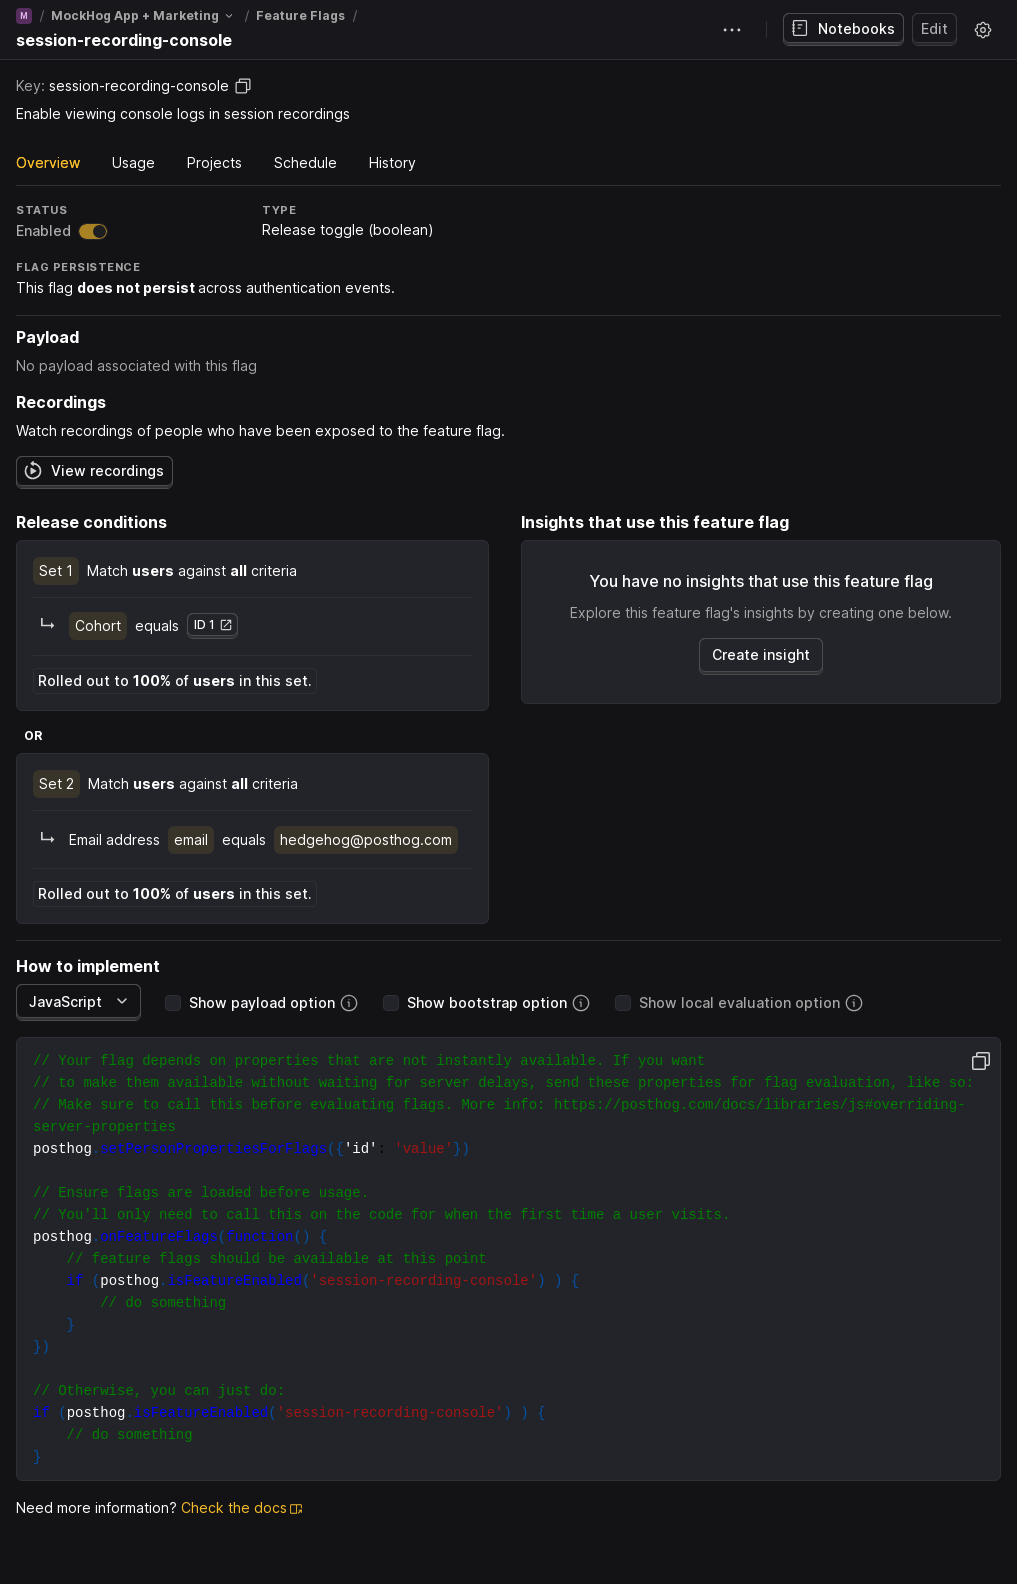 M / MockHog App + Marketing / Feature Flags /
session-recording-console
Notebooks
Edit
Key: session-recording-console
Enable viewing console logs in session recordings
Overview Usage Projects Schedule History
STATUS
Enabled
TYPE
Release toggle (boolean)
FLAG PERSISTENCE
This flag does not persist across authentication events.
Payload
No payload associated with this flag
Recordings
Watch recordings of people who have been exposed to the feature flag.
View recordings
Release conditions
Set 1 Match users against all criteria
Cohort equals ID 1
Rolled out to 100% of users in this set.
OR
Set 2 Match users against all criteria
Email address email equals hedgehog@posthog.com
Rolled out to 100% of users in this set.
Insights that use this feature flag
You have no insights that use this feature flag
Explore this feature flag's insights by creating one below.
Create insight
How to implement
JavaScript
Show payload option
Show bootstrap option
Show local evaluation option
// Your flag depends on properties that are not instantly available. If you want
// to make them available without waiting for server delays, send these properties for flag evaluation, like so:
// Make sure to call this before evaluating flags. More info: https://posthog.com/docs/libraries/js#overriding-
server-properties
posthog.setPersonPropertiesForFlags({'id': 'value'})
// Ensure flags are loaded before usage.
// You'll only need to call this on the code for when the first time a user visits.
posthog.onFeatureFlags(function() {
    // feature flags should be available at this point
    if (posthog.isFeatureEnabled('session-recording-console') ) {
        // do something
    }
})
// Otherwise, you can just do:
if (posthog.isFeatureEnabled('session-recording-console') ) {
    // do something
}
Need more information? Check the docs